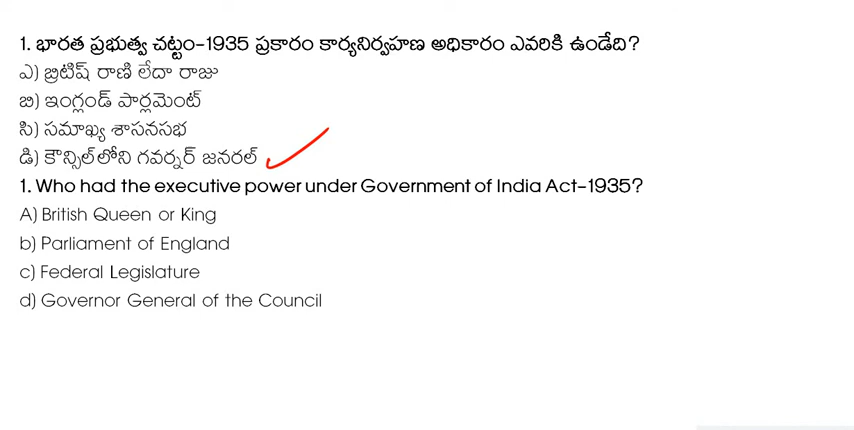 1. భారత ప్రభుత్వ చట్టం-1935 ప్రకారం కార్యనిర్వహణ అధికారం ఎవరికి ఉండేది?
ఎ) బ్రిటిష్ రాణి లేదా రాజు
బి) ఇంగ్లండ్ పార్లమెంట్
సి) సమాఖ్య శాసనసభ
డి) కౌన్సిల్‌లోని గవర్నర్ జనరల్
1. Who had the executive power under Government of India Act-1935?
A) British Queen or King
b) Parliament of England
c) Federal Legislature
d) Governor General of the Council